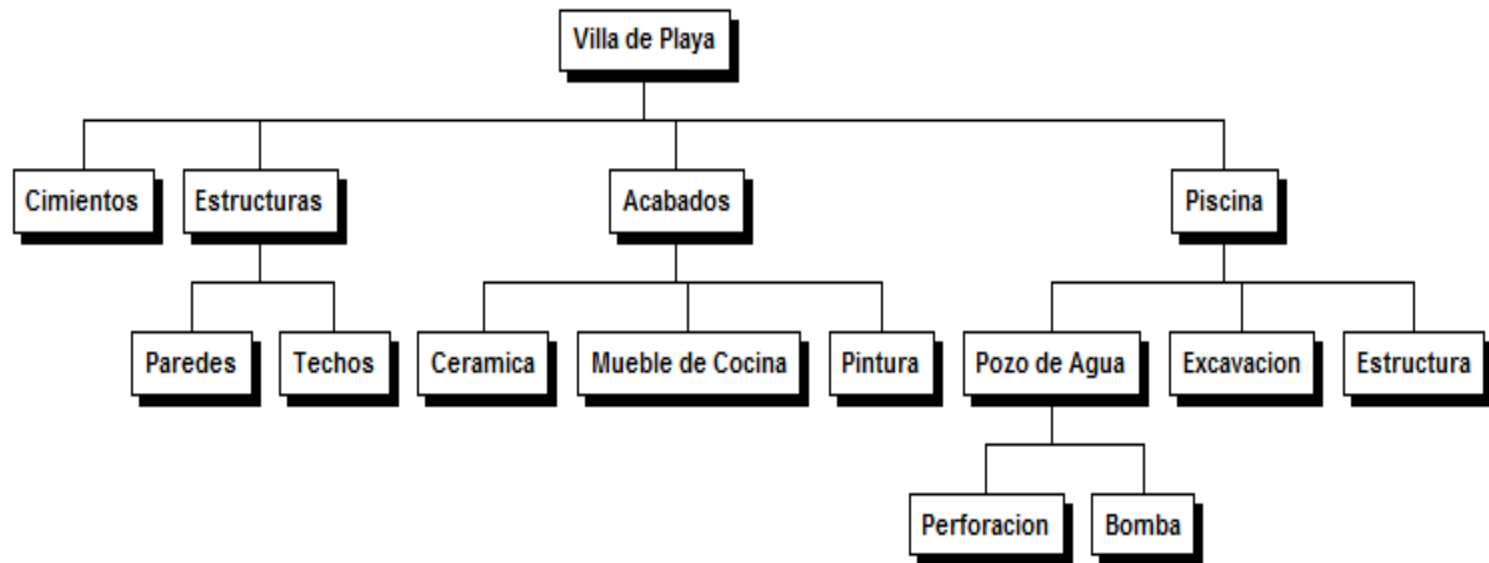 Villa de Playa
Cimientos
Estructuras
Acabados
Piscina
Paredes
Techos
Ceramica
Mueble de Cocina
Pintura
Pozo de Agua
Excavacion
Estructura
Perforacion
Bomba